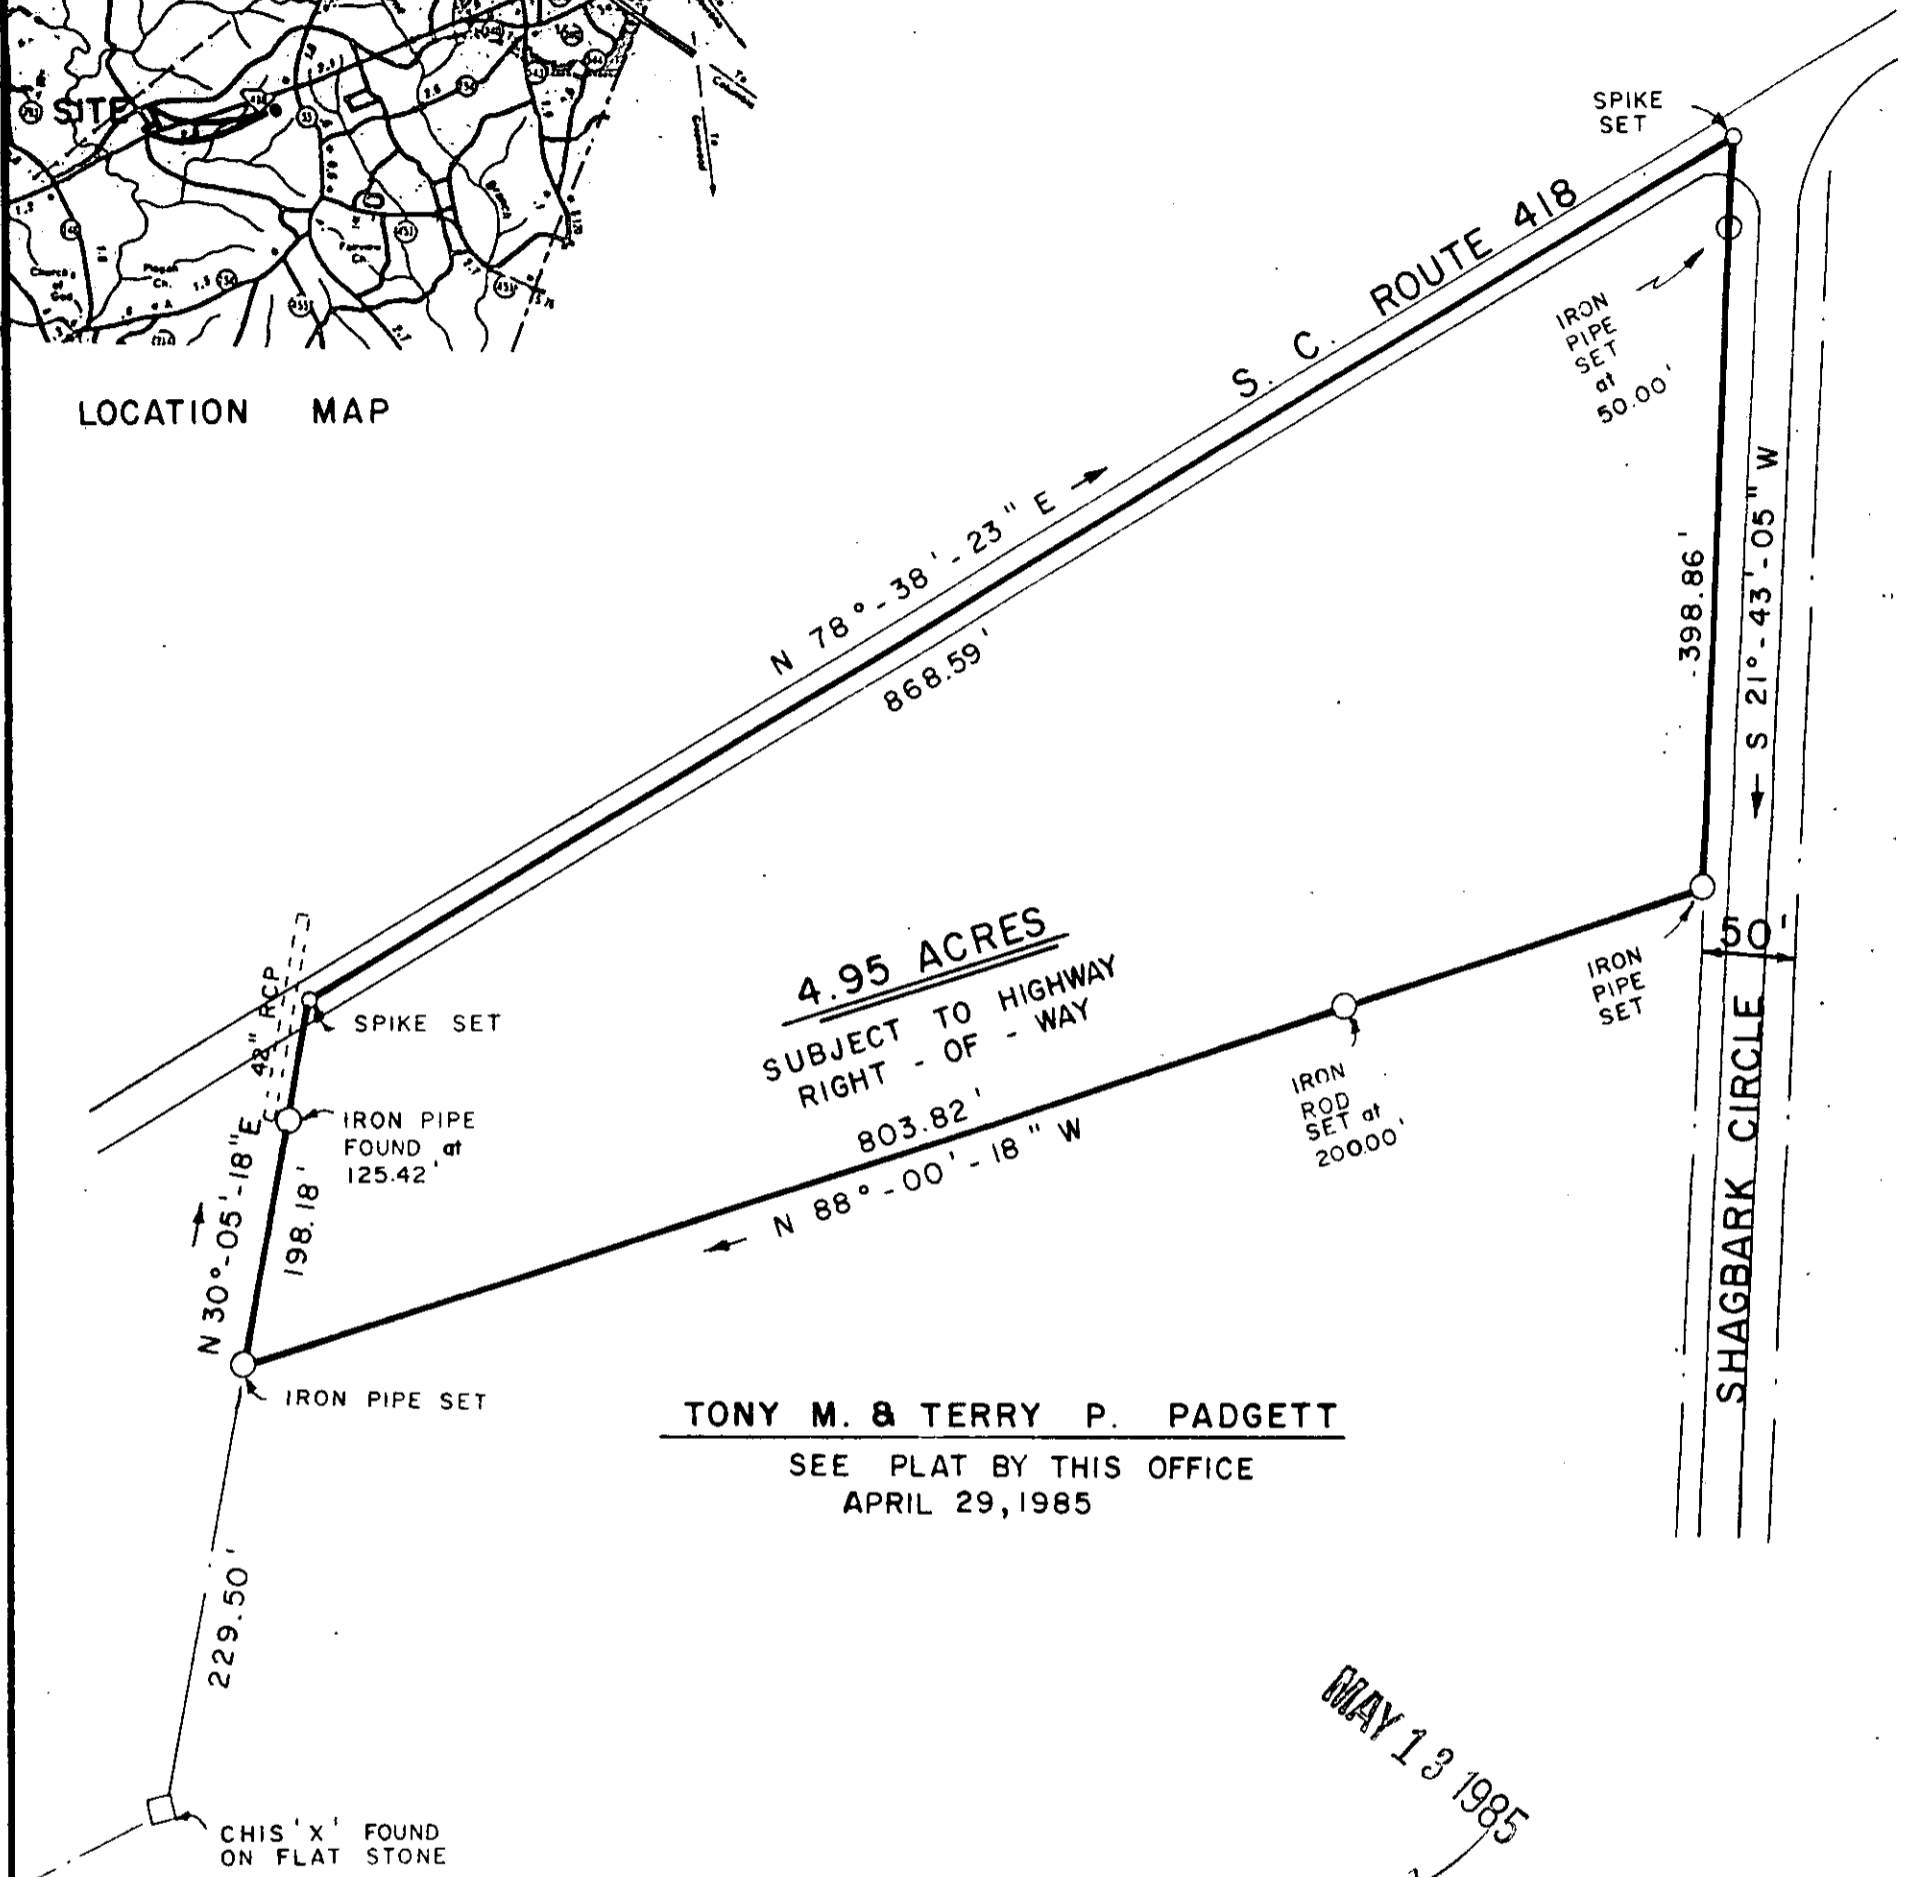 SITE
LOCATION MAP
SPIKE
SET
S. C. ROUTE 418
IRON
PIPE
SET
at
50.00'
N 78°-38'-23" E
868.59'
398.86'
S 21°-43'-05" W
4.95 ACRES
SUBJECT TO HIGHWAY
RIGHT - OF - WAY
803.82'
N 88°-00'-18" W
50'
IRON
PIPE
SET
IRON
ROD
SET at
200.00'
SHAGBARK CIRCLE
48" RCP
SPIKE SET
IRON PIPE
FOUND at
125.42'
N 30°-05'-18" E
198.18'
IRON PIPE SET
TONY M. & TERRY P. PADGETT
SEE PLAT BY THIS OFFICE
APRIL 29, 1985
229.50'
MAY 13 1985
CHIS 'X' FOUND
ON FLAT STONE